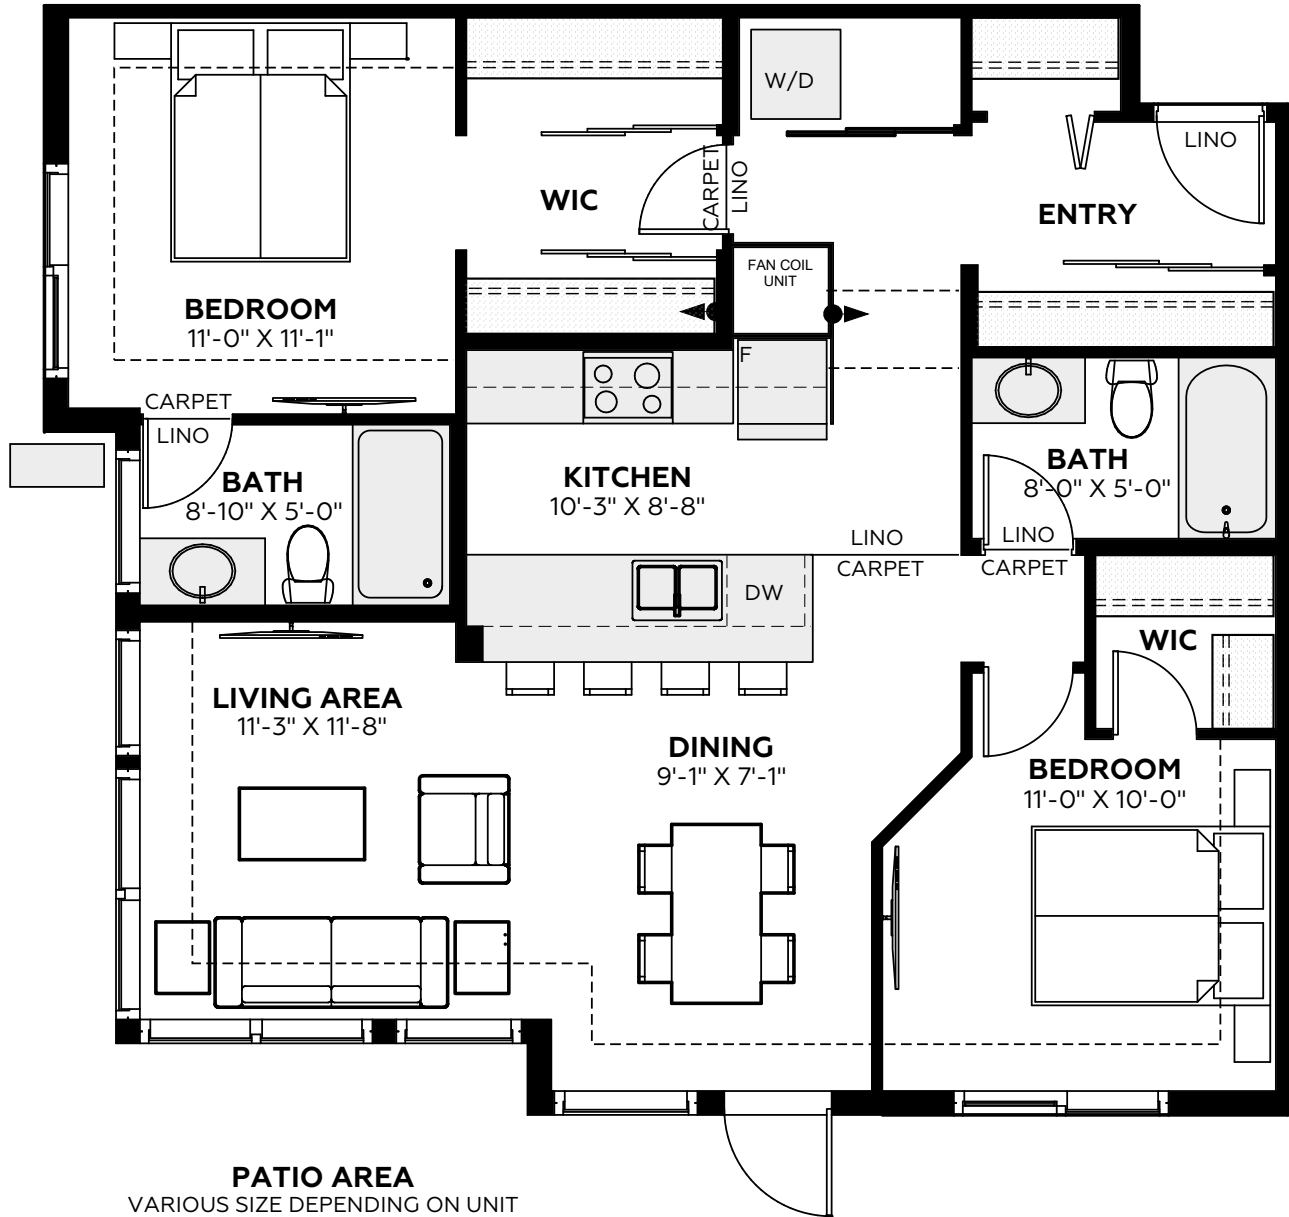 W/D
LINO
CARPET
LINO
WIC
ENTRY
FAN COIL
UNIT
BEDROOM
11'-0" X 11'-1"
F
CARPET
LINO
BATH
8'-10" X 5'-0"
KITCHEN
10'-3" X 8'-8"
BATH
8'-0" X 5'-0"
LINO
CARPET
LINO
CARPET
DW
WIC
LIVING AREA
11'-3" X 11'-8"
DINING
9'-1" X 7'-1"
BEDROOM
11'-0" X 10'-0"
PATIO AREA
VARIOUS SIZE DEPENDING ON UNIT